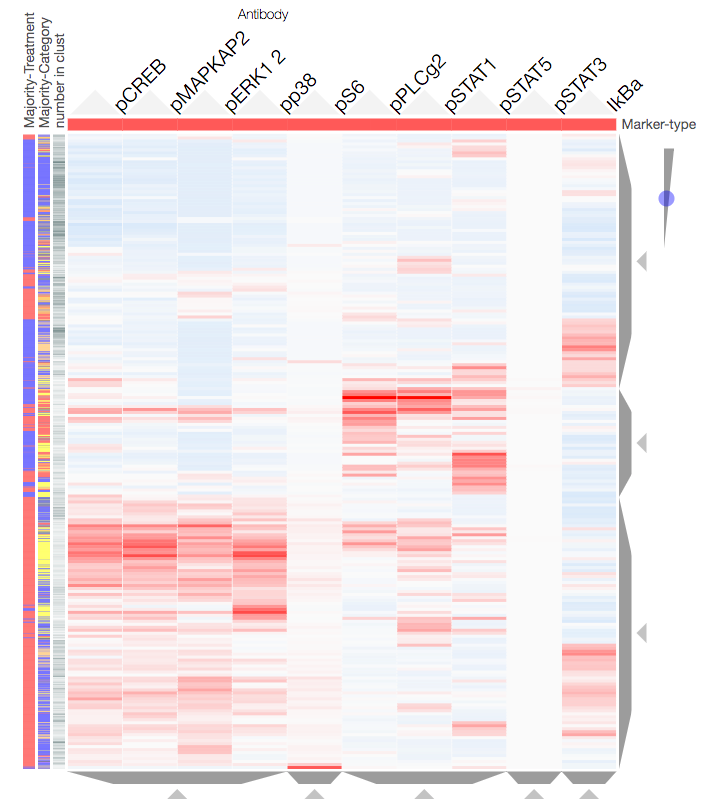 Antibody
Majority-Treatment
Majority-Category
number in clust
pCREB
pMAPKAP2
pERK1 2
pp38
pS6
pPLCg2
pSTAT1
pSTAT5
pSTAT3
IkBa
Marker-type